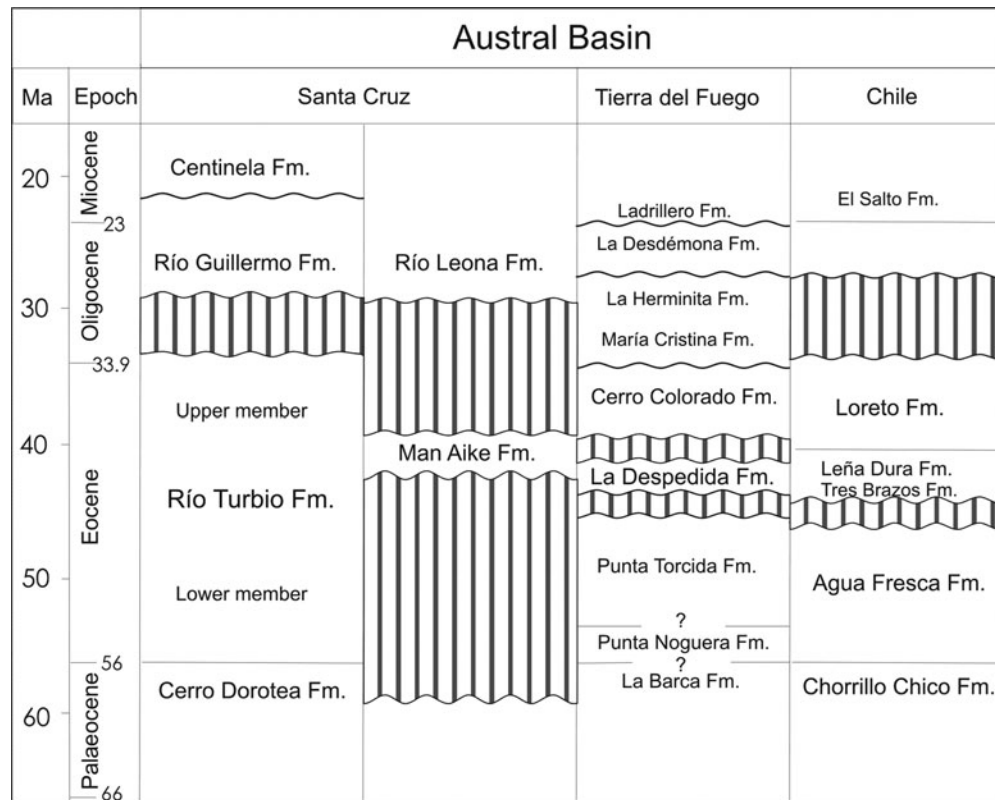 Austral Basin
Ma Epoch Santa Cruz Tierra del Fuego Chile
Miocene
Centinela Fm.
20
El Salto Fm.
Ladrillero Fm.
23
La Desdémona Fm.
Oligocene
Río Guillermo Fm. Río Leona Fm.
La Herminita Fm.
30
María Cristina Fm.
33.9
Cerro Colorado Fm.
Upper member
Loreto Fm.
40
Man Aike Fm.
Leña Dura Fm.
La Despedida Fm.
Tres Brazos Fm.
Río Turbio Fm.
Eocene
Punta Torcida Fm.
50
Agua Fresca Fm.
Lower member
?
Punta Noguera Fm.
56
?
La Barca Fm.
Cerro Dorotea Fm.
Chorrillo Chico Fm.
60
Palaeocene
66